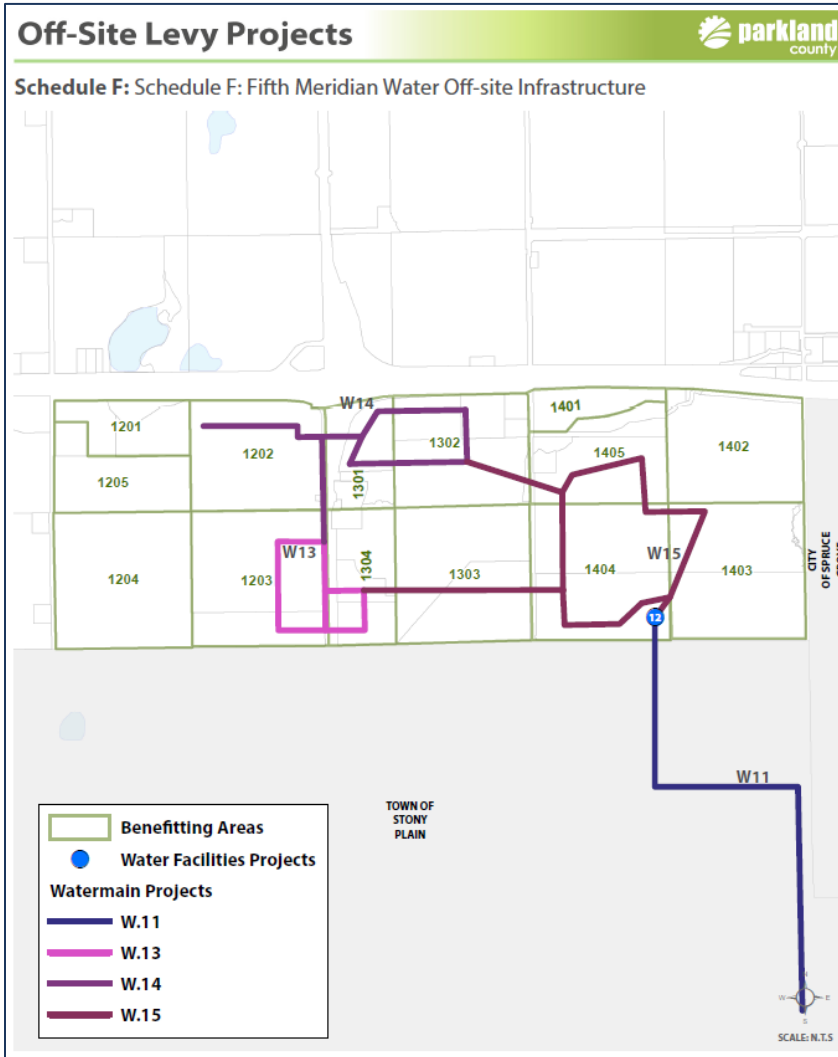 Off-Site Levy Projects
parkland
county
Schedule F: Schedule F: Fifth Meridian Water Off-site Infrastructure
W14
1201
1202
1205
1301
1302
1401
1405
1402
W13
1204
1203
1304
1303
1404
W15
1403
CITY
OF SPRUCE
12
W11
TOWN OF
STONY
PLAIN
Benefitting Areas
Water Facilities Projects
Watermain Projects
W.11
W.13
W.14
W.15
N
W
E
S
SCALE: N.T.S